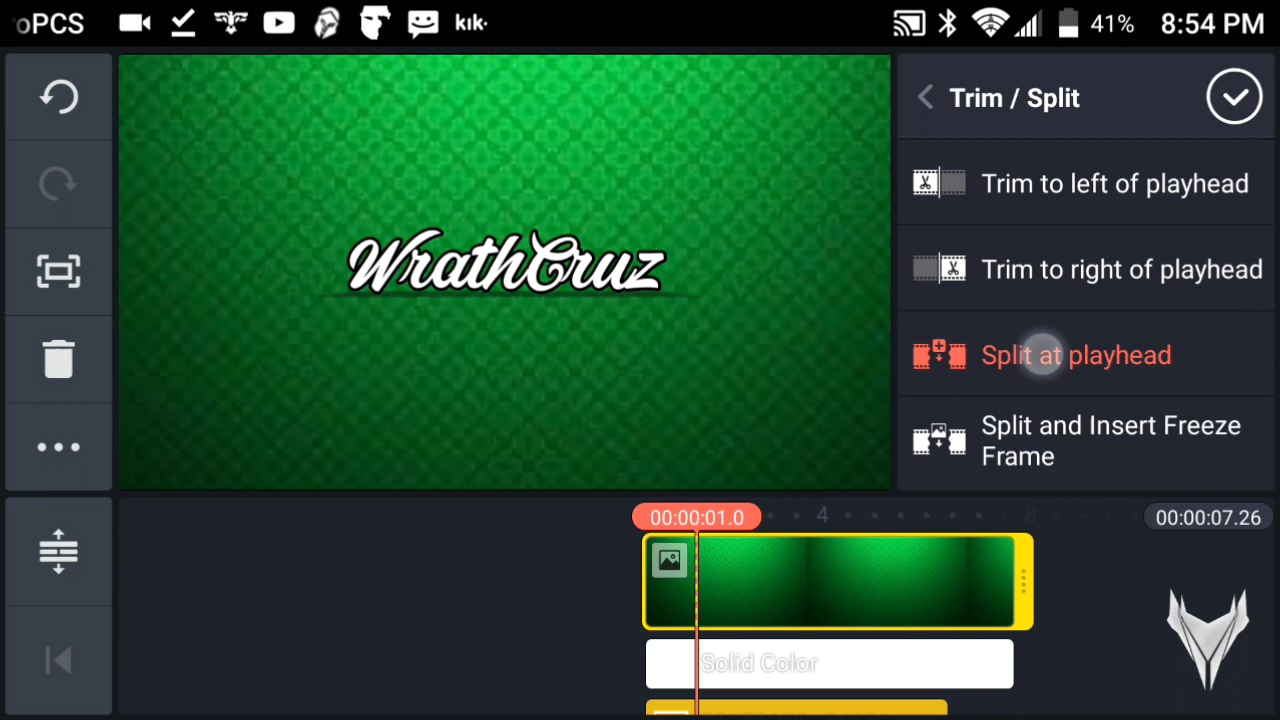 oPCS
kik·
41%
8:54 PM
Trim / Split
Trim to left of playhead
Trim to right of playhead
Split at playhead
Split and Insert Freeze
Frame
WrathCruz
00:00:01.0
4
8
00:00:07.26
Solid Color